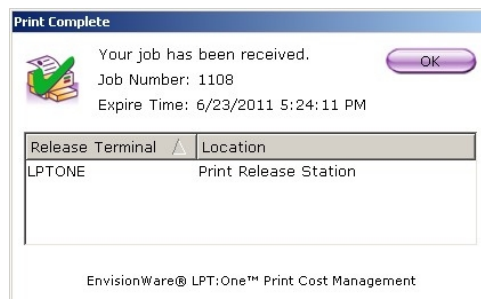 Print Complete
Your job has been received.
OK
Job Number: 1108
Expire Time: 6/23/2011 5:24:11 PM
Release Terminal Location
LPTONE Print Release Station
EnvisionWare® LPT:One™ Print Cost Management